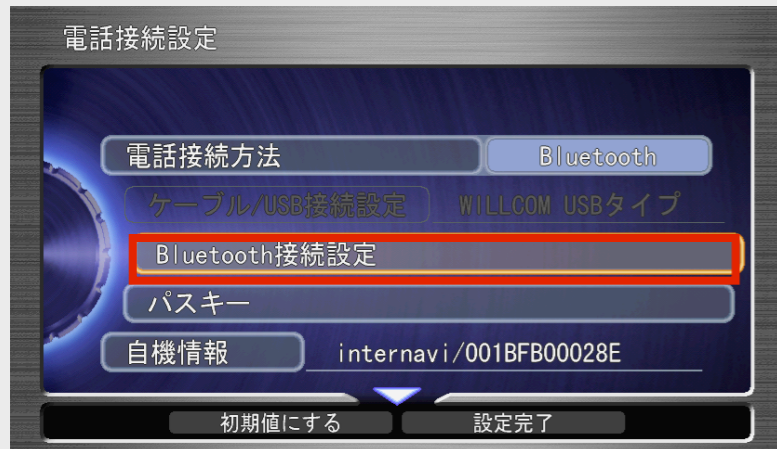 電話接続設定
電話接続方法 Bluetooth
ケーブル/USB接続設定 WILLCOM USBタイプ
Bluetooth接続設定
パスキー
自機情報 internavi/001BFB00028E
初期値にする 設定完了